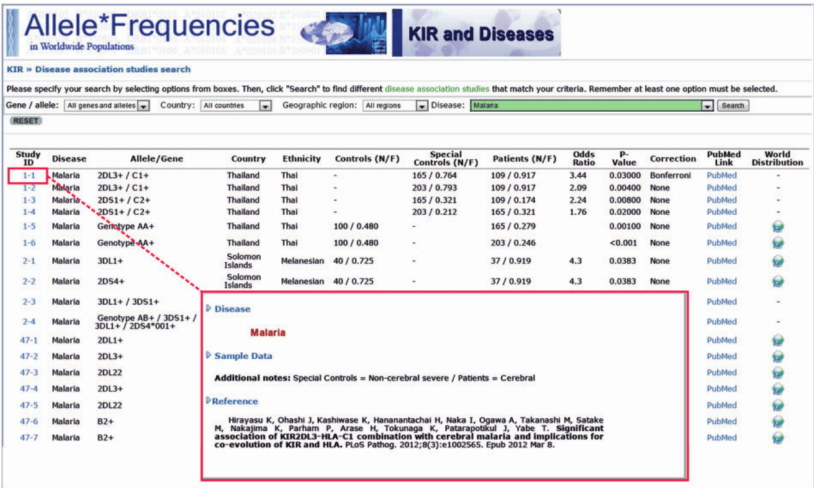 Allele*Frequencies
in Worldwide Populations
KIR and Diseases
KIR » Disease association studies search
Please specify your search by selecting options from boxes. Then, click "Search" to find different disease association studies that match your criteria. Remember at least one option must be selected.
Gene / allele: All genes and alleles Country: All countries Geographic region: All regions Disease: Malaria Search
RESET
Study ID Disease Allele/Gene Country Ethnicity Controls (N/F) Special Controls (N/F) Patients (N/F) Odds Ratio P-Value Correction PubMed Link World Distribution
1-1 Malaria 2DL3+ / C1+ Thailand Thai - 165 / 0.764 109 / 0.917 3.44 0.03000 Bonferroni PubMed -
1-2 Malaria 2DL3+ / C1+ Thailand Thai - 203 / 0.793 109 / 0.917 2.09 0.00400 None PubMed -
1-3 Malaria 2DS1+ / C2+ Thailand Thai - 165 / 0.321 109 / 0.174 2.24 0.00800 None PubMed -
1-4 Malaria 2DS1+ / C2+ Thailand Thai - 203 / 0.212 165 / 0.321 1.76 0.02000 None PubMed -
1-5 Malaria Genotype AA+ Thailand Thai 100 / 0.480 - 165 / 0.279 0.00100 None PubMed
1-6 Malaria Genotype AA+ Thailand Thai 100 / 0.480 - 203 / 0.246 <0.001 None PubMed
2-1 Malaria 3DL1+ Solomon Islands Melanesian 40 / 0.725 - 37 / 0.919 4.3 0.0383 None PubMed
2-2 Malaria 2DS4+ Solomon Islands Melanesian 40 / 0.725 - 37 / 0.919 4.3 0.0383 None PubMed
2-3 Malaria 3DL1+ / 3DS1+ PubMed -
2-4 Malaria Genotype AB+ / 3DS1+ / 3DL1+ / 2DS4*001+ PubMed -
47-1 Malaria 2DL1+ PubMed
47-2 Malaria 2DL3+ PubMed
47-3 Malaria 2DL22 PubMed
47-4 Malaria 2DL3+ PubMed
47-5 Malaria 2DL22 PubMed
47-6 Malaria B2+ PubMed
47-7 Malaria B2+ PubMed
Disease
Malaria
Sample Data
Additional notes: Special Controls = Non-cerebral severe / Patients = Cerebral
Reference
Hirayasu K, Ohashi J, Kashiwase K, Hananantachai H, Naka I, Ogawa A, Takanashi M, Satake
M, Nakajima K, Parham P, Arase H, Tokunaga K, Patarapotikul J, Yabe T. Significant
association of KIR2DL3-HLA-C1 combination with cerebral malaria and implications for
co-evolution of KIR and HLA. PLoS Pathog. 2012;8(3):e1002565. Epub 2012 Mar 8.